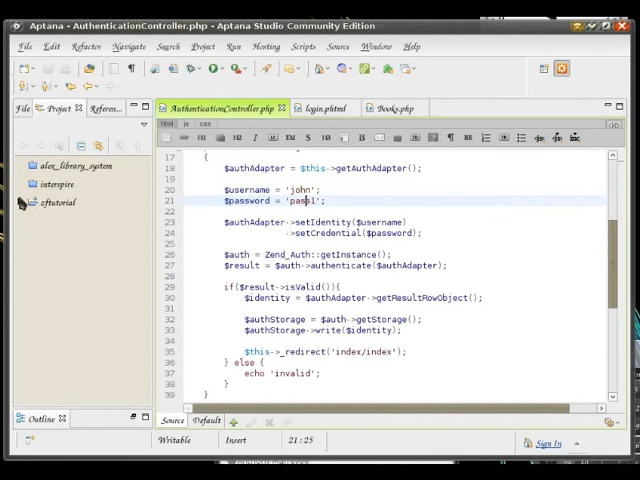 Aptana - AuthenticationController.php - Aptana Studio Community Edition
File Edit Refactor Navigate Search Project Run Hosting Scripts Source Window Help
File Project Referen...
AuthenticationController.php login.phtml Books.php
html js css
alex_library_system
interspire
zftutorial
17 {
18 $authAdapter = $this->getAuthAdapter();
19
20 $username = 'john';
21 $password = 'pass1';
22
23 $authAdapter->setIdentity($username)
24 ->setCredential($password);
25
26 $auth = Zend_Auth::getInstance();
27 $result = $auth->authenticate($authAdapter);
28
29 if($result->isValid()){
30 $identity = $authAdapter->getResultRowObject();
31
32 $authStorage = $auth->getStorage();
33 $authStorage->write($identity);
34
35 $this->_redirect('index/index');
36 } else {
37 echo 'invalid';
38 }
39 }
Outline
Source Default
Writable Insert 21 : 25 Sign In